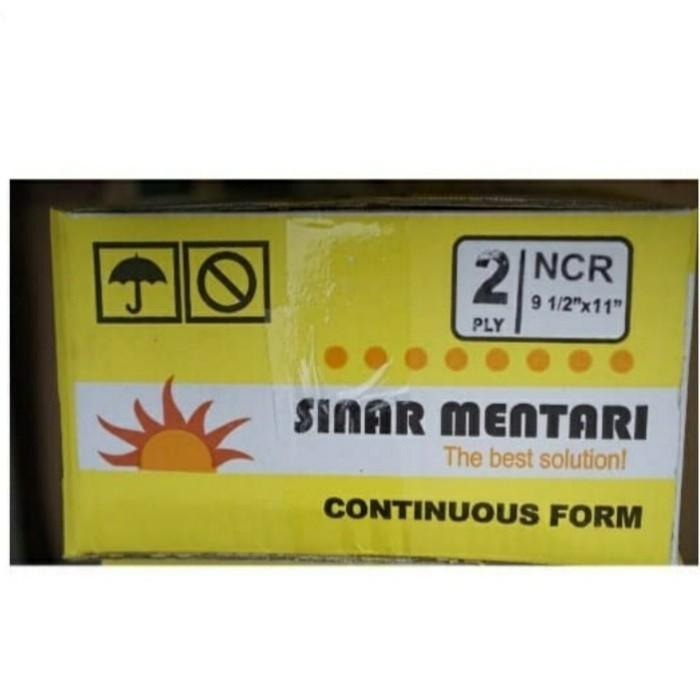 2 NCR
PLY 9 1/2"x11"
SINAR MENTARI
The best solution!
CONTINUOUS FORM